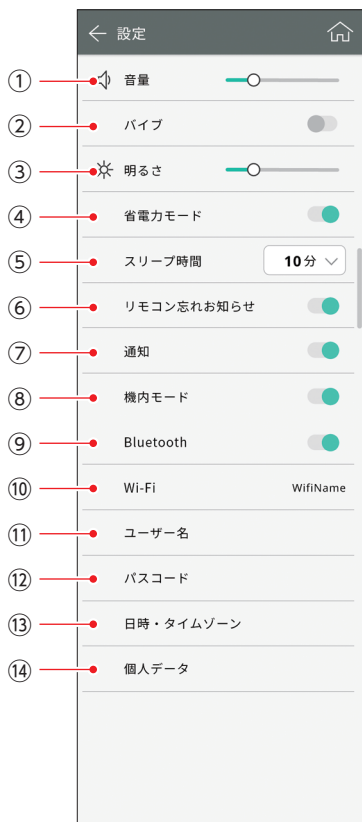 設定
① 音量
② バイブ
③ 明るさ
④ 省電力モード
⑤ スリープ時間 10分
⑥ リモコン忘れお知らせ
⑦ 通知
⑧ 機内モード
⑨ Bluetooth
⑩ Wi-Fi WifiName
⑪ ユーザー名
⑫ パスコード
⑬ 日時・タイムゾーン
⑭ 個人データ